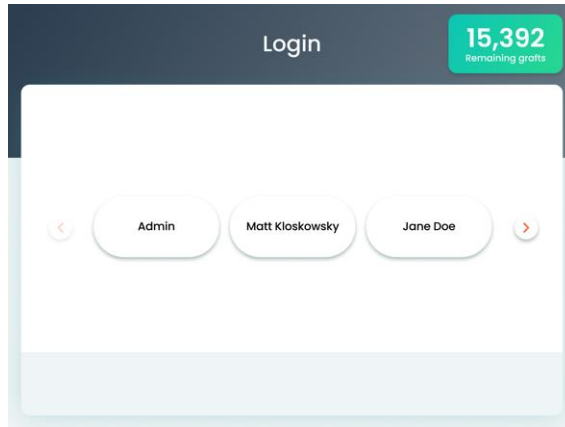 Login
15,392
Remaining grafts
Admin
Matt Kloskowsky
Jane Doe